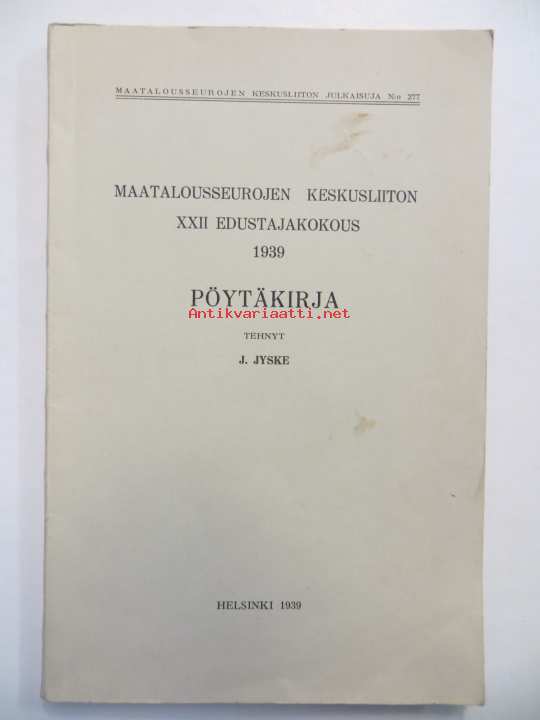 MAATALOUSSEUROJEN KESKUSLIITON JULKAISUJA N:o 277
MAATALOUSSEUROJEN KESKUSLIITON
XXII EDUSTAJAKOKOUS
1939
PÖYTÄKIRJA
Antikvariaatti.net
TEHNYT
J. JYSKE
HELSINKI 1939